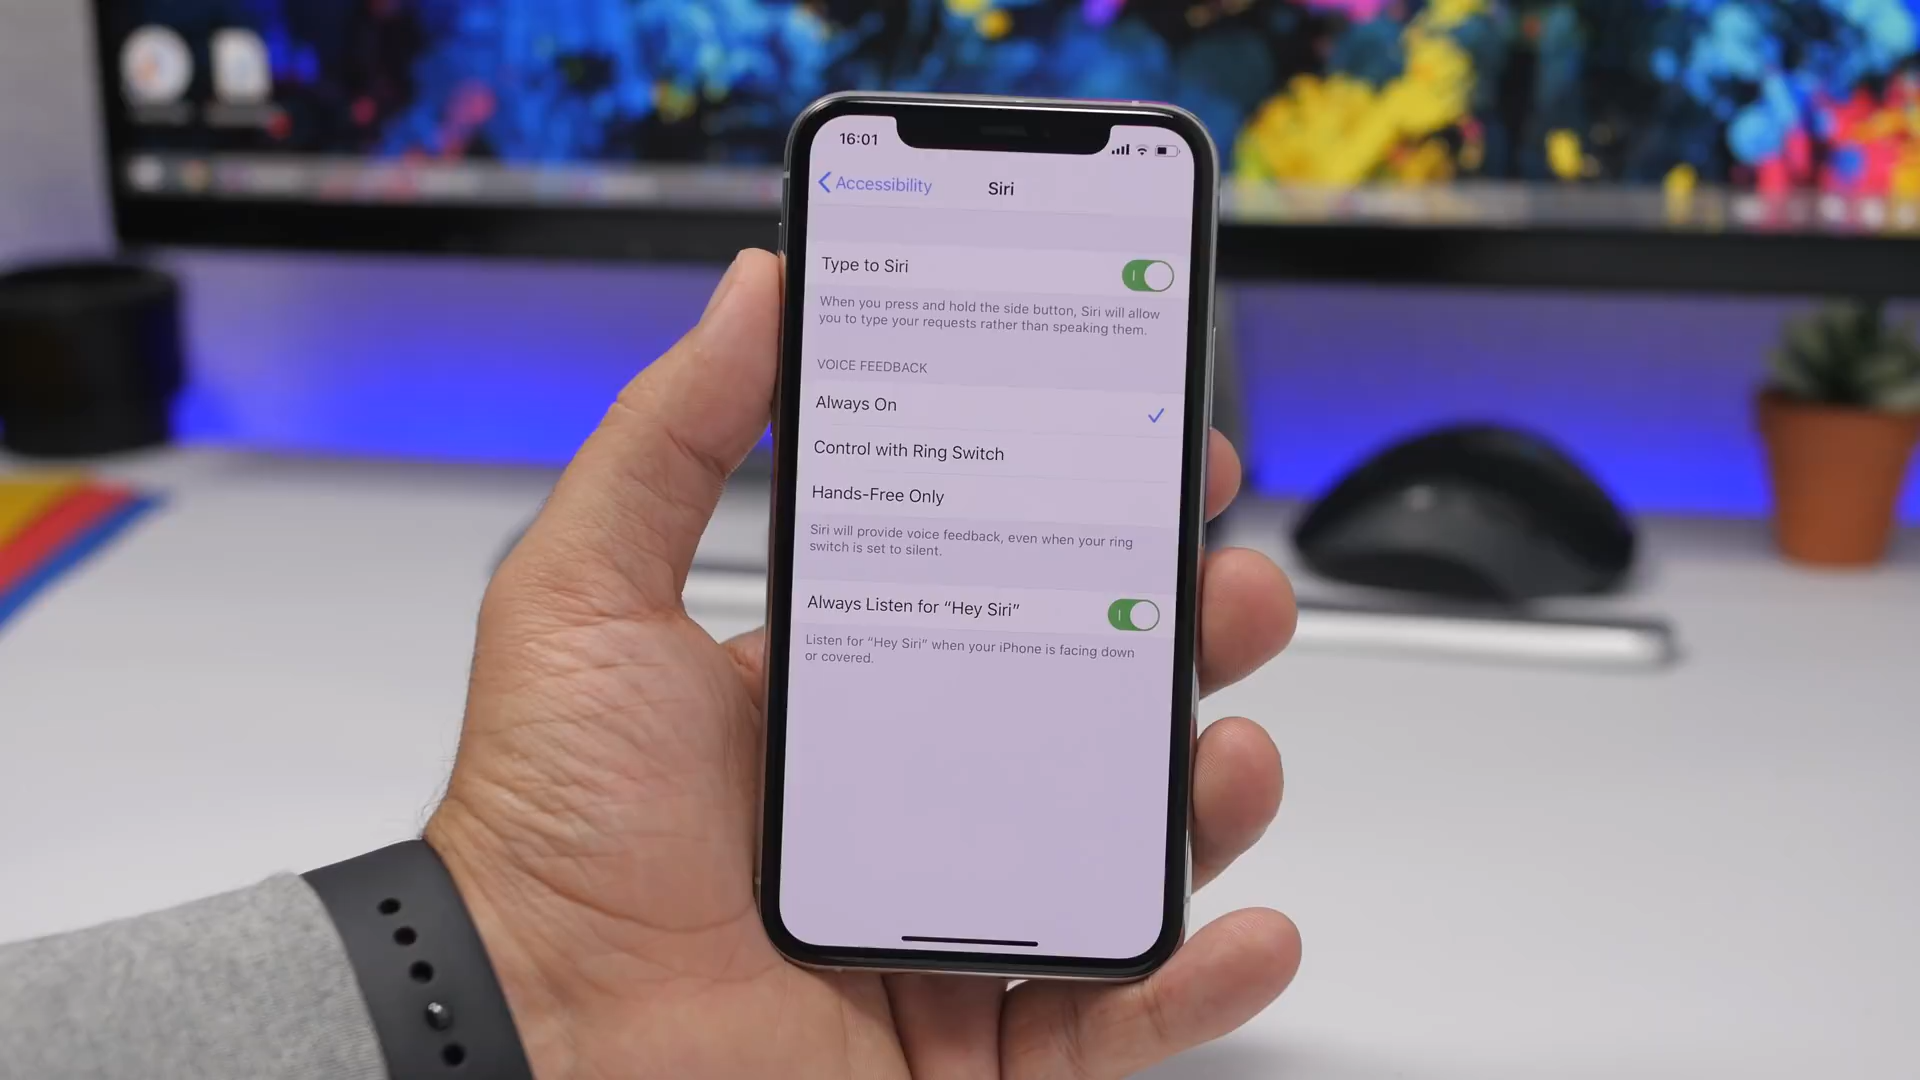 16:01
Accessibility
Siri
Type to Siri
When you press and hold the side button, Siri will allow
you to type your requests rather than speaking them.
VOICE FEEDBACK
Always On
Control with Ring Switch
Hands-Free Only
Siri will provide voice feedback, even when your ring
switch is set to silent.
Always Listen for “Hey Siri”
Listen for “Hey Siri” when your iPhone is facing down
or covered.